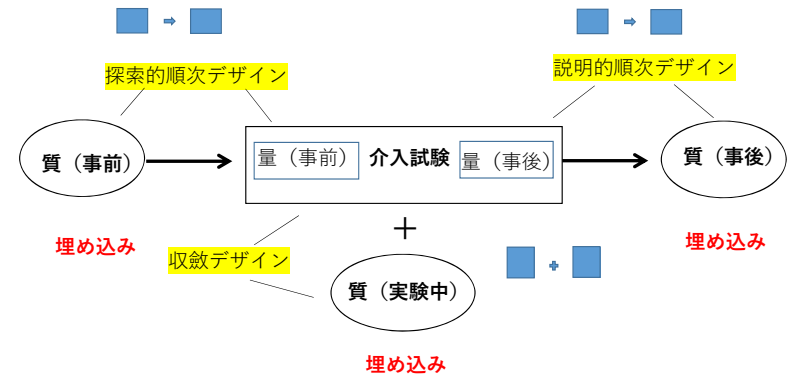 探索的順次デザイン
説明的順次デザイン
質（事前）
量（事前）
介入試験
量（事後）
質（事後）
埋め込み
＋
埋め込み
収斂デザイン
質（実験中）
埋め込み